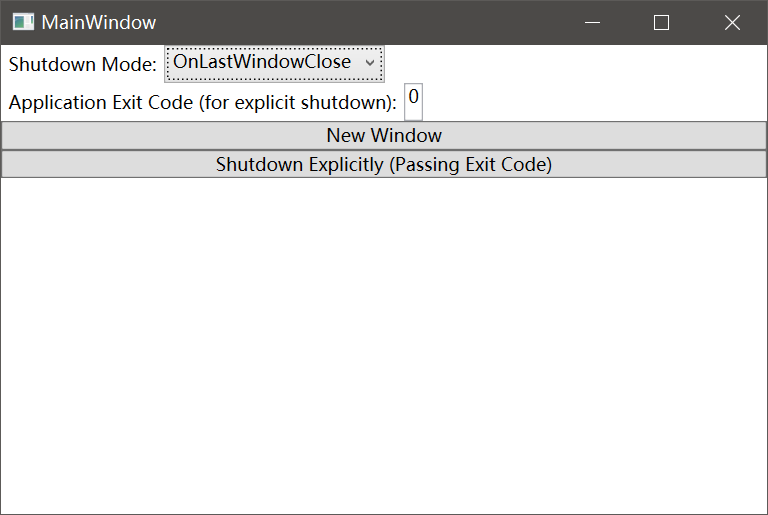 MainWindow
Shutdown Mode: OnLastWindowClose
Application Exit Code (for explicit shutdown): 0
New Window
Shutdown Explicitly (Passing Exit Code)